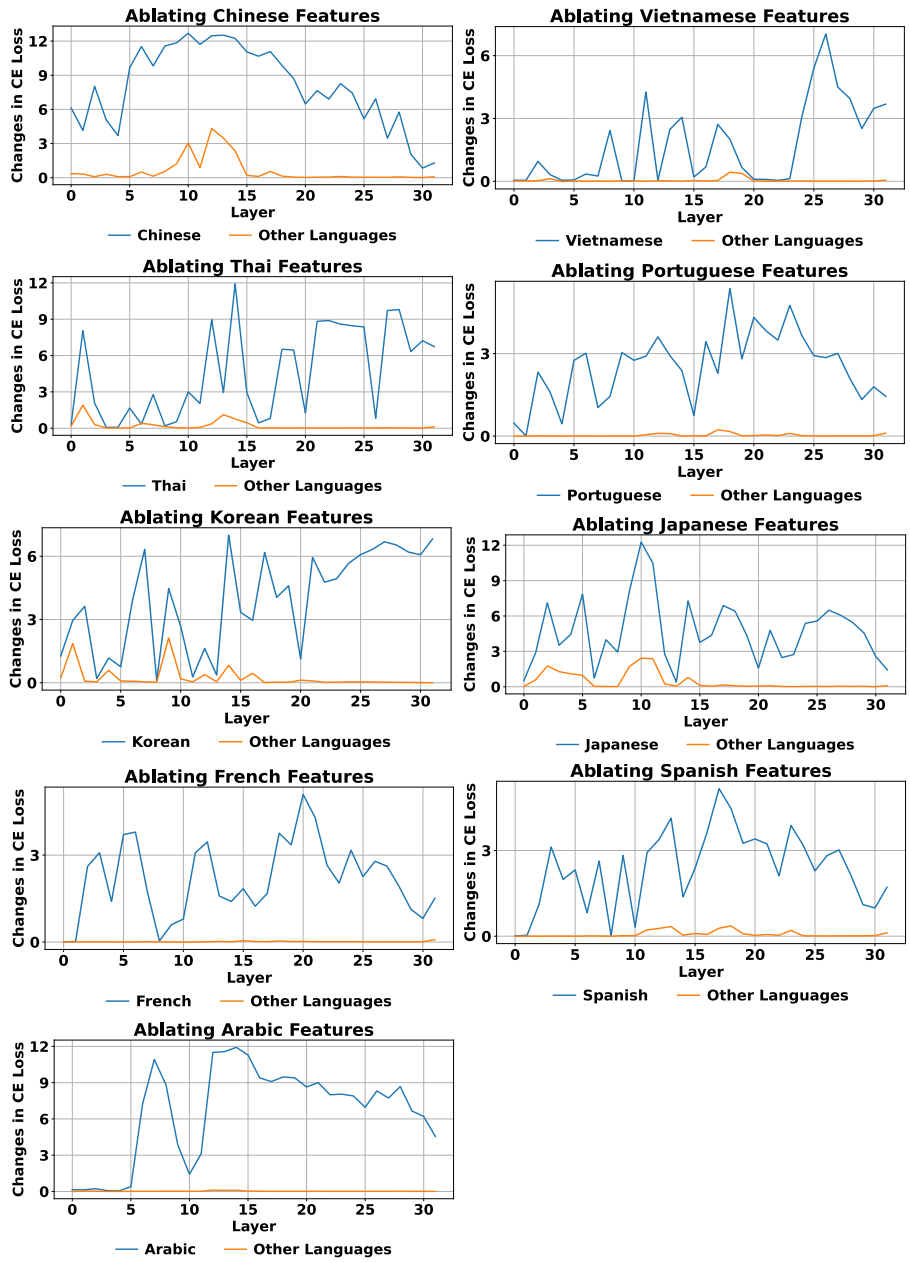 Ablating Chinese Features
Changes in CE Loss
12
9
6
3
0
0 5 10 15 20 25 30
Layer
Chinese Other Languages
Ablating Vietnamese Features
Changes in CE Loss
6
3
0
0 5 10 15 20 25 30
Layer
Vietnamese Other Languages
Ablating Thai Features
Changes in CE Loss
12
9
6
3
0
0 5 10 15 20 25 30
Layer
Thai Other Languages
Ablating Portuguese Features
Changes in CE Loss
3
0
0 5 10 15 20 25 30
Layer
Portuguese Other Languages
Ablating Korean Features
Changes in CE Loss
6
3
0
0 5 10 15 20 25 30
Layer
Korean Other Languages
Ablating Japanese Features
Changes in CE Loss
12
9
6
3
0
0 5 10 15 20 25 30
Layer
Japanese Other Languages
Ablating French Features
Changes in CE Loss
3
0
0 5 10 15 20 25 30
Layer
French Other Languages
Ablating Spanish Features
Changes in CE Loss
3
0
0 5 10 15 20 25 30
Layer
Spanish Other Languages
Ablating Arabic Features
Changes in CE Loss
12
9
6
3
0
0 5 10 15 20 25 30
Layer
Arabic Other Languages